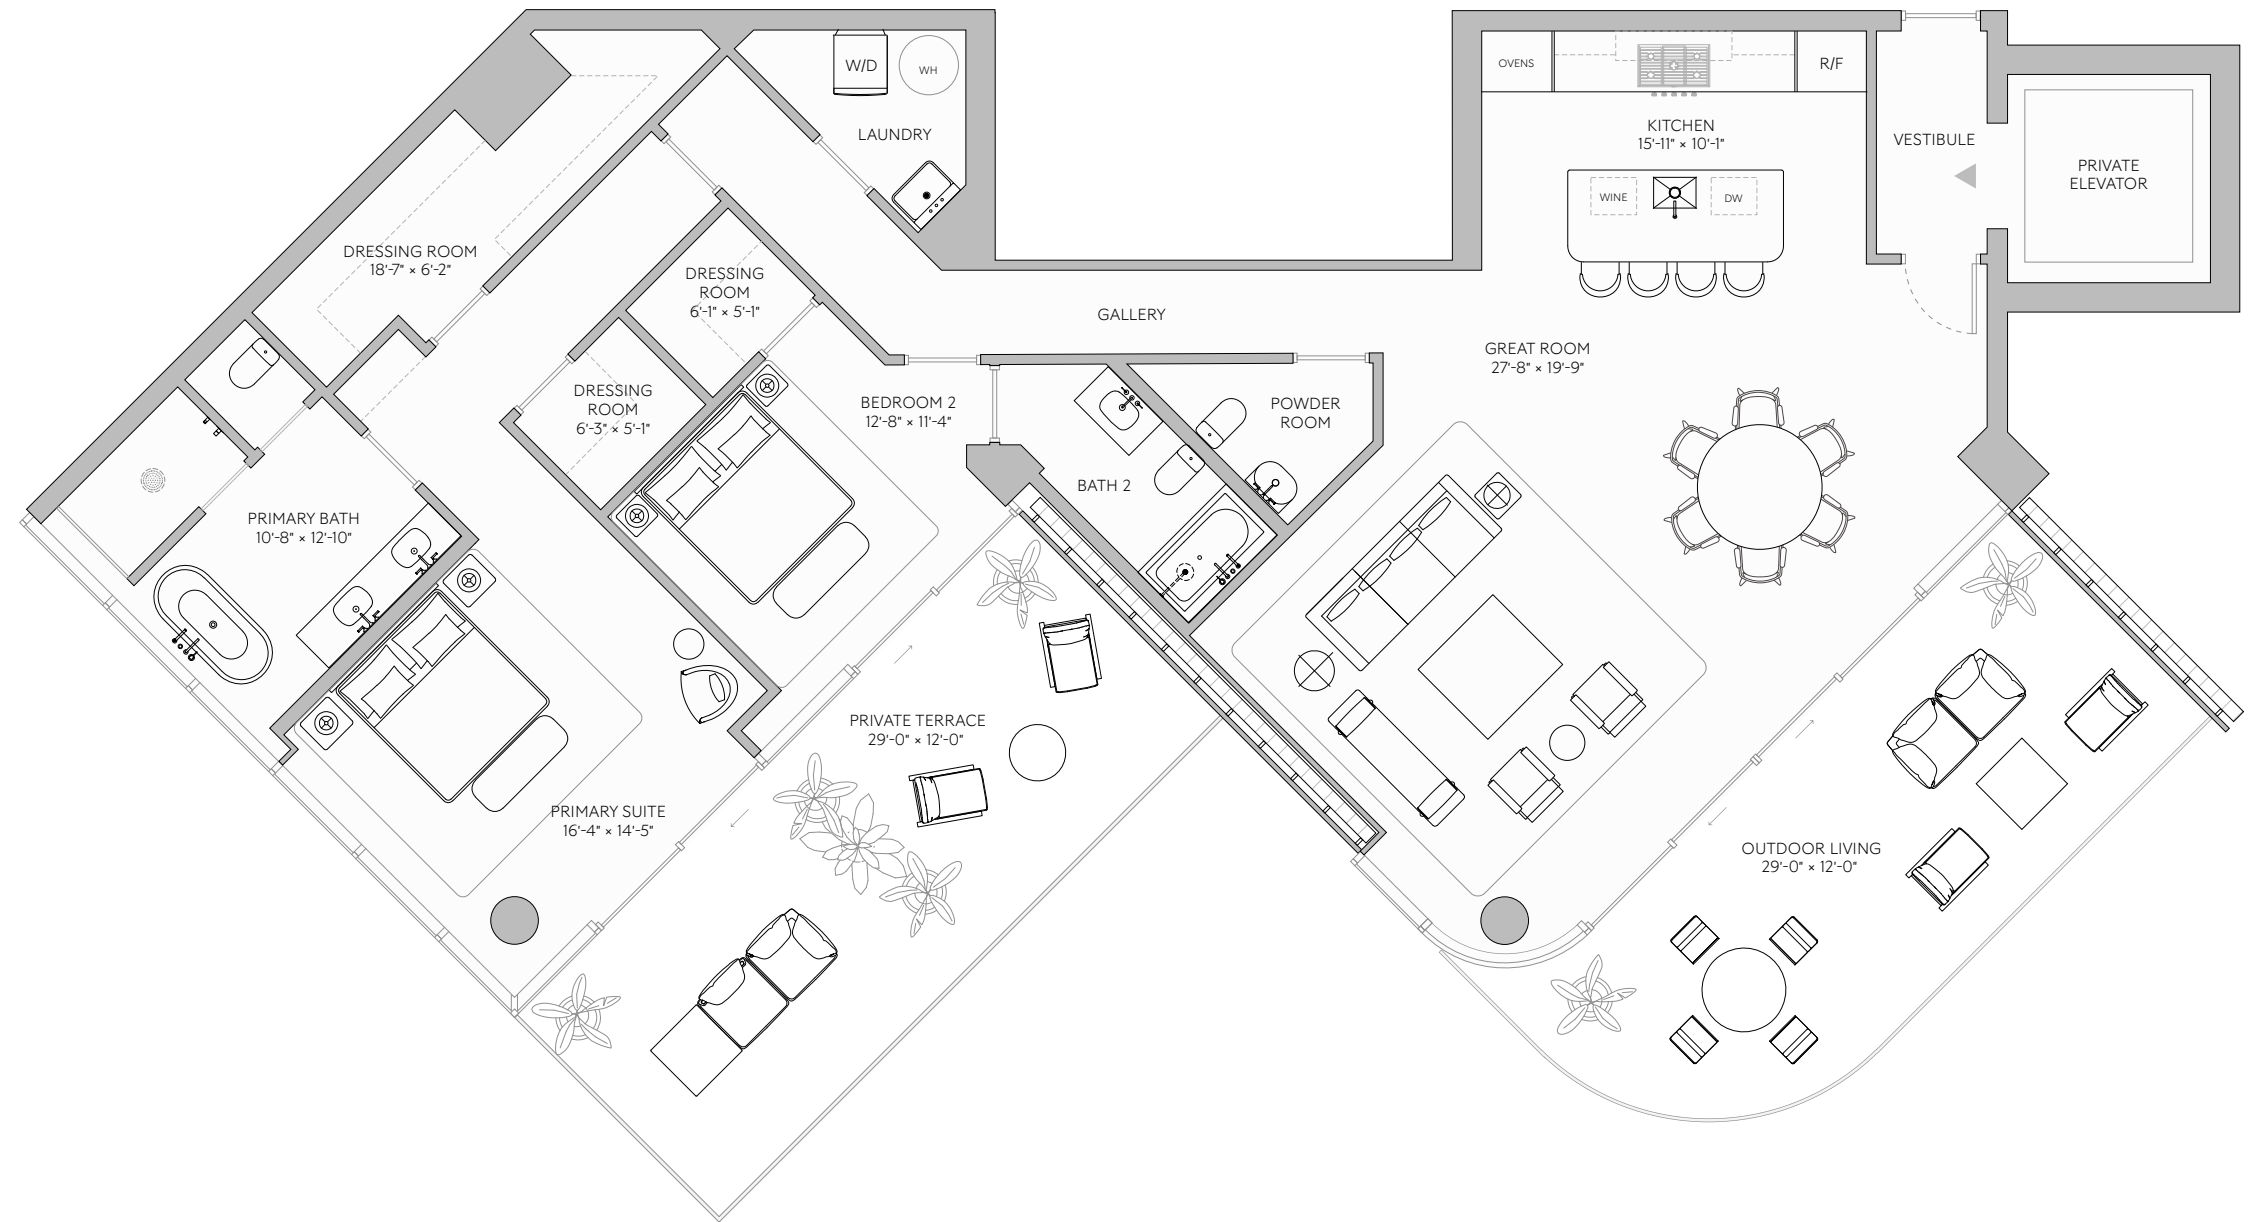 W/D
WH
LAUNDRY
OVENS
R/F
KITCHEN
15'-11" × 10'-1"
VESTIBULE
PRIVATE
ELEVATOR
WINE
DW
DRESSING ROOM
18'-7" × 6'-2"
DRESSING
ROOM
6'-1" × 5'-1"
GALLERY
GREAT ROOM
27'-8" × 19'-9"
DRESSING
ROOM
6'-3" × 5'-1"
BEDROOM 2
12'-8" × 11'-4"
POWDER
ROOM
BATH 2
PRIMARY BATH
10'-8" × 12'-10"
PRIVATE TERRACE
29'-0" × 12'-0"
PRIMARY SUITE
16'-4" × 14'-5"
OUTDOOR LIVING
29'-0" × 12'-0"